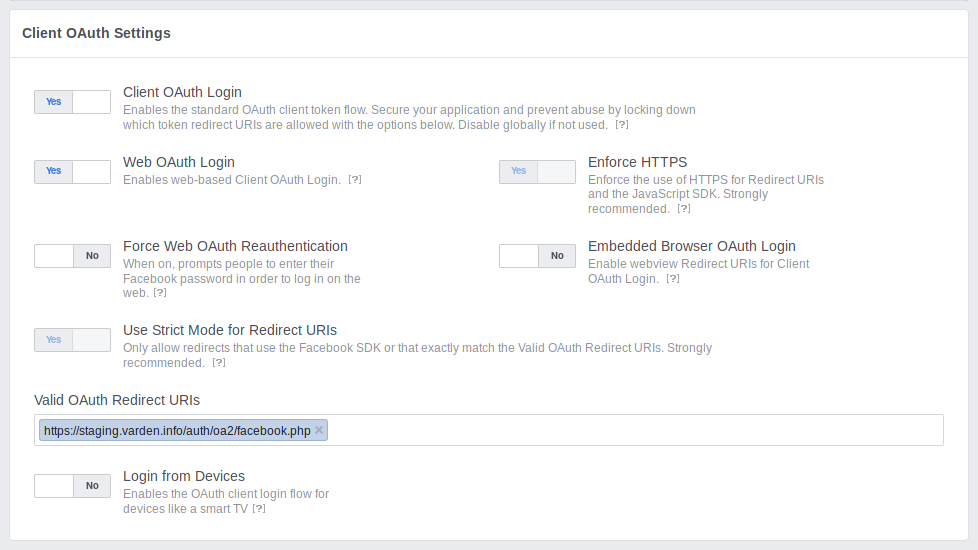 Client OAuth Settings
Yes
Client OAuth Login
Enables the standard OAuth client token flow. Secure your application and prevent abuse by locking down
which token redirect URIs are allowed with the options below. Disable globally if not used. [?]
Yes
Web OAuth Login
Enables web-based Client OAuth Login. [?]
Yes
Enforce HTTPS
Enforce the use of HTTPS for Redirect URIs
and the JavaScript SDK. Strongly
recommended. [?]
No
Force Web OAuth Reauthentication
When on, prompts people to enter their
Facebook password in order to log in on the
web. [?]
No
Embedded Browser OAuth Login
Enable webview Redirect URIs for Client
OAuth Login. [?]
Yes
Use Strict Mode for Redirect URIs
Only allow redirects that use the Facebook SDK or that exactly match the Valid OAuth Redirect URIs. Strongly
recommended. [?]
Valid OAuth Redirect URIs
https://staging.varden.info/auth/oa2/facebook.php
No
Login from Devices
Enables the OAuth client login flow for
devices like a smart TV [?]